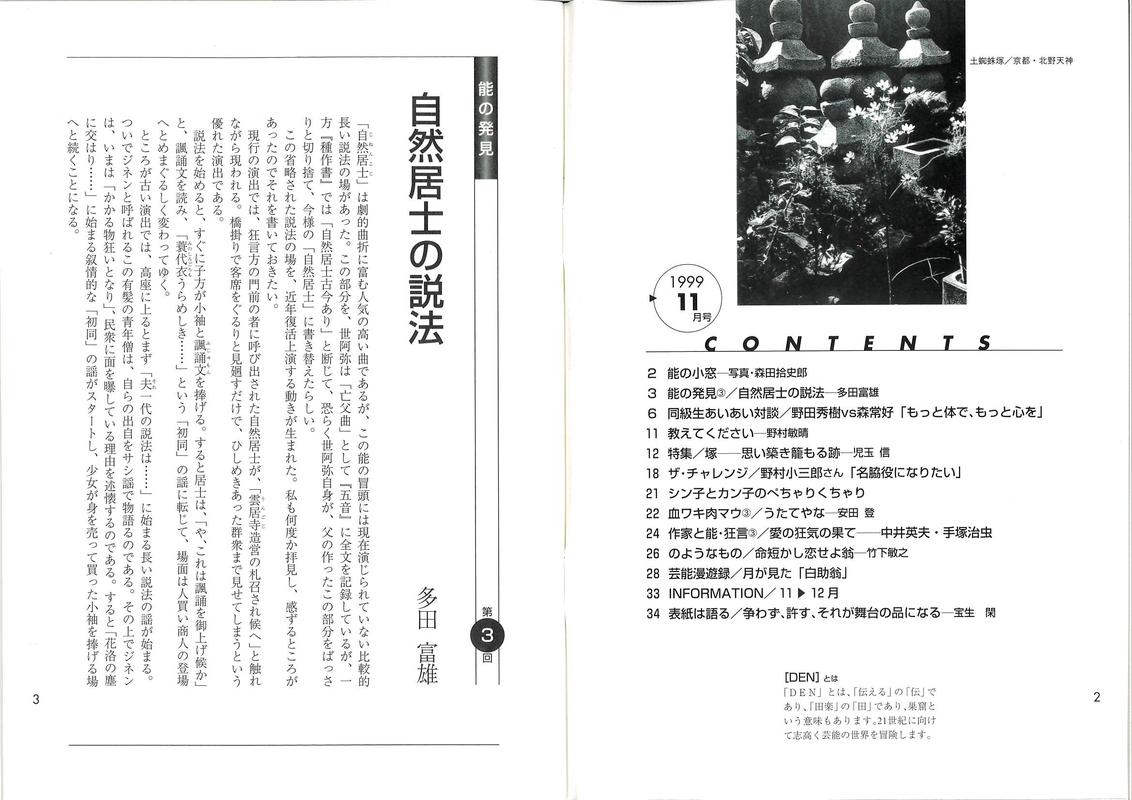 土蜘蛛塚／京都・北野天神
1999
11
月号
CONTENTS
2 能の小窓─写真・森田拾史郎
3 能の発見③／自然居士の説法─多田富雄
6 同級生あいあい対談／野田秀樹vs森常好「もっと体で、もっと心を」
11 教えてください─野村敏晴
12 特集／塚──思い築き籠もる跡─児玉 信
18 ザ・チャレンジ／野村小三郎さん「名脇役になりたい」
21 シン子とカン子のぺちゃりくちゃり
22 血ワキ肉マウ③／うたてやな─安田 登
24 作家と能・狂言③／愛の狂気の果て──中井英夫・手塚治虫
26 のようなもの／命短かし恋せよ翁─竹下敏之
28 芸能漫遊録／月が見た「白助翁」
33 INFORMATION／11▶12月
34 表紙は語る／争わず、許す、それが舞台の品になる─宝生 閑
［DEN］とは
「DEN」とは、「伝える」の「伝」で
あり、「田楽」の「田」であり、巣窟と
いう意味もあります。21世紀に向け
て志高く芸能の世界を冒険します。
2
能の発見
第3回
自然居士の説法
多田 富雄
「自然居士」は劇的曲折に富む人気の高い曲であるが、この能の冒頭には現在演じられていない比較的
長い説法の場があった。この部分を、世阿弥は「亡父曲」として『五音』に全文を記録しているが、一
方『種作書』では「自然居士古今あり」と断じて、恐らく世阿弥自身が、父の作ったこの部分をばっさ
りと切り捨て、今様の「自然居士」に書き替えたらしい。
この省略された説法の場を、近年復活上演する動きが生まれた。私も何度か拝見し、感ずるところが
あったのでそれを書いておきたい。
現行の演出では、狂言方の門前の者に呼び出された自然居士が、「雲居寺造営の札召され候へ」と触れ
ながら現われる。橋掛りで客席をぐるりと見廻すだけで、ひしめきあった群衆まで見せてしまうという
優れた演出である。
説法を始めると、すぐに子方が小袖と諷誦文を捧げる。すると居士は、「や、これは諷誦を御上げ候か」
と、諷誦文を読み、「蓑代衣うらめしき……」という「初同」の謡に転じて、場面は人買い商人の登場
へとめまぐるしく変わってゆく。
ところが古い演出では、高座に上るとまず「夫一代の説法は……」に始まる長い説法の謡が始まる。
ついでジネンと呼ばれるこの有髪の青年僧は、自らの出自をサシ謡で物語るのである。その上でジネン
は、いまは「かかる物狂いとなり」、民衆に面を曝している理由を述懐するのである。すると「花洛の塵
に交はり……」に始まる叙情的な「初同」の謡がスタートし、少女が身を売って買った小袖を捧げる場
へと続くことになる。
3